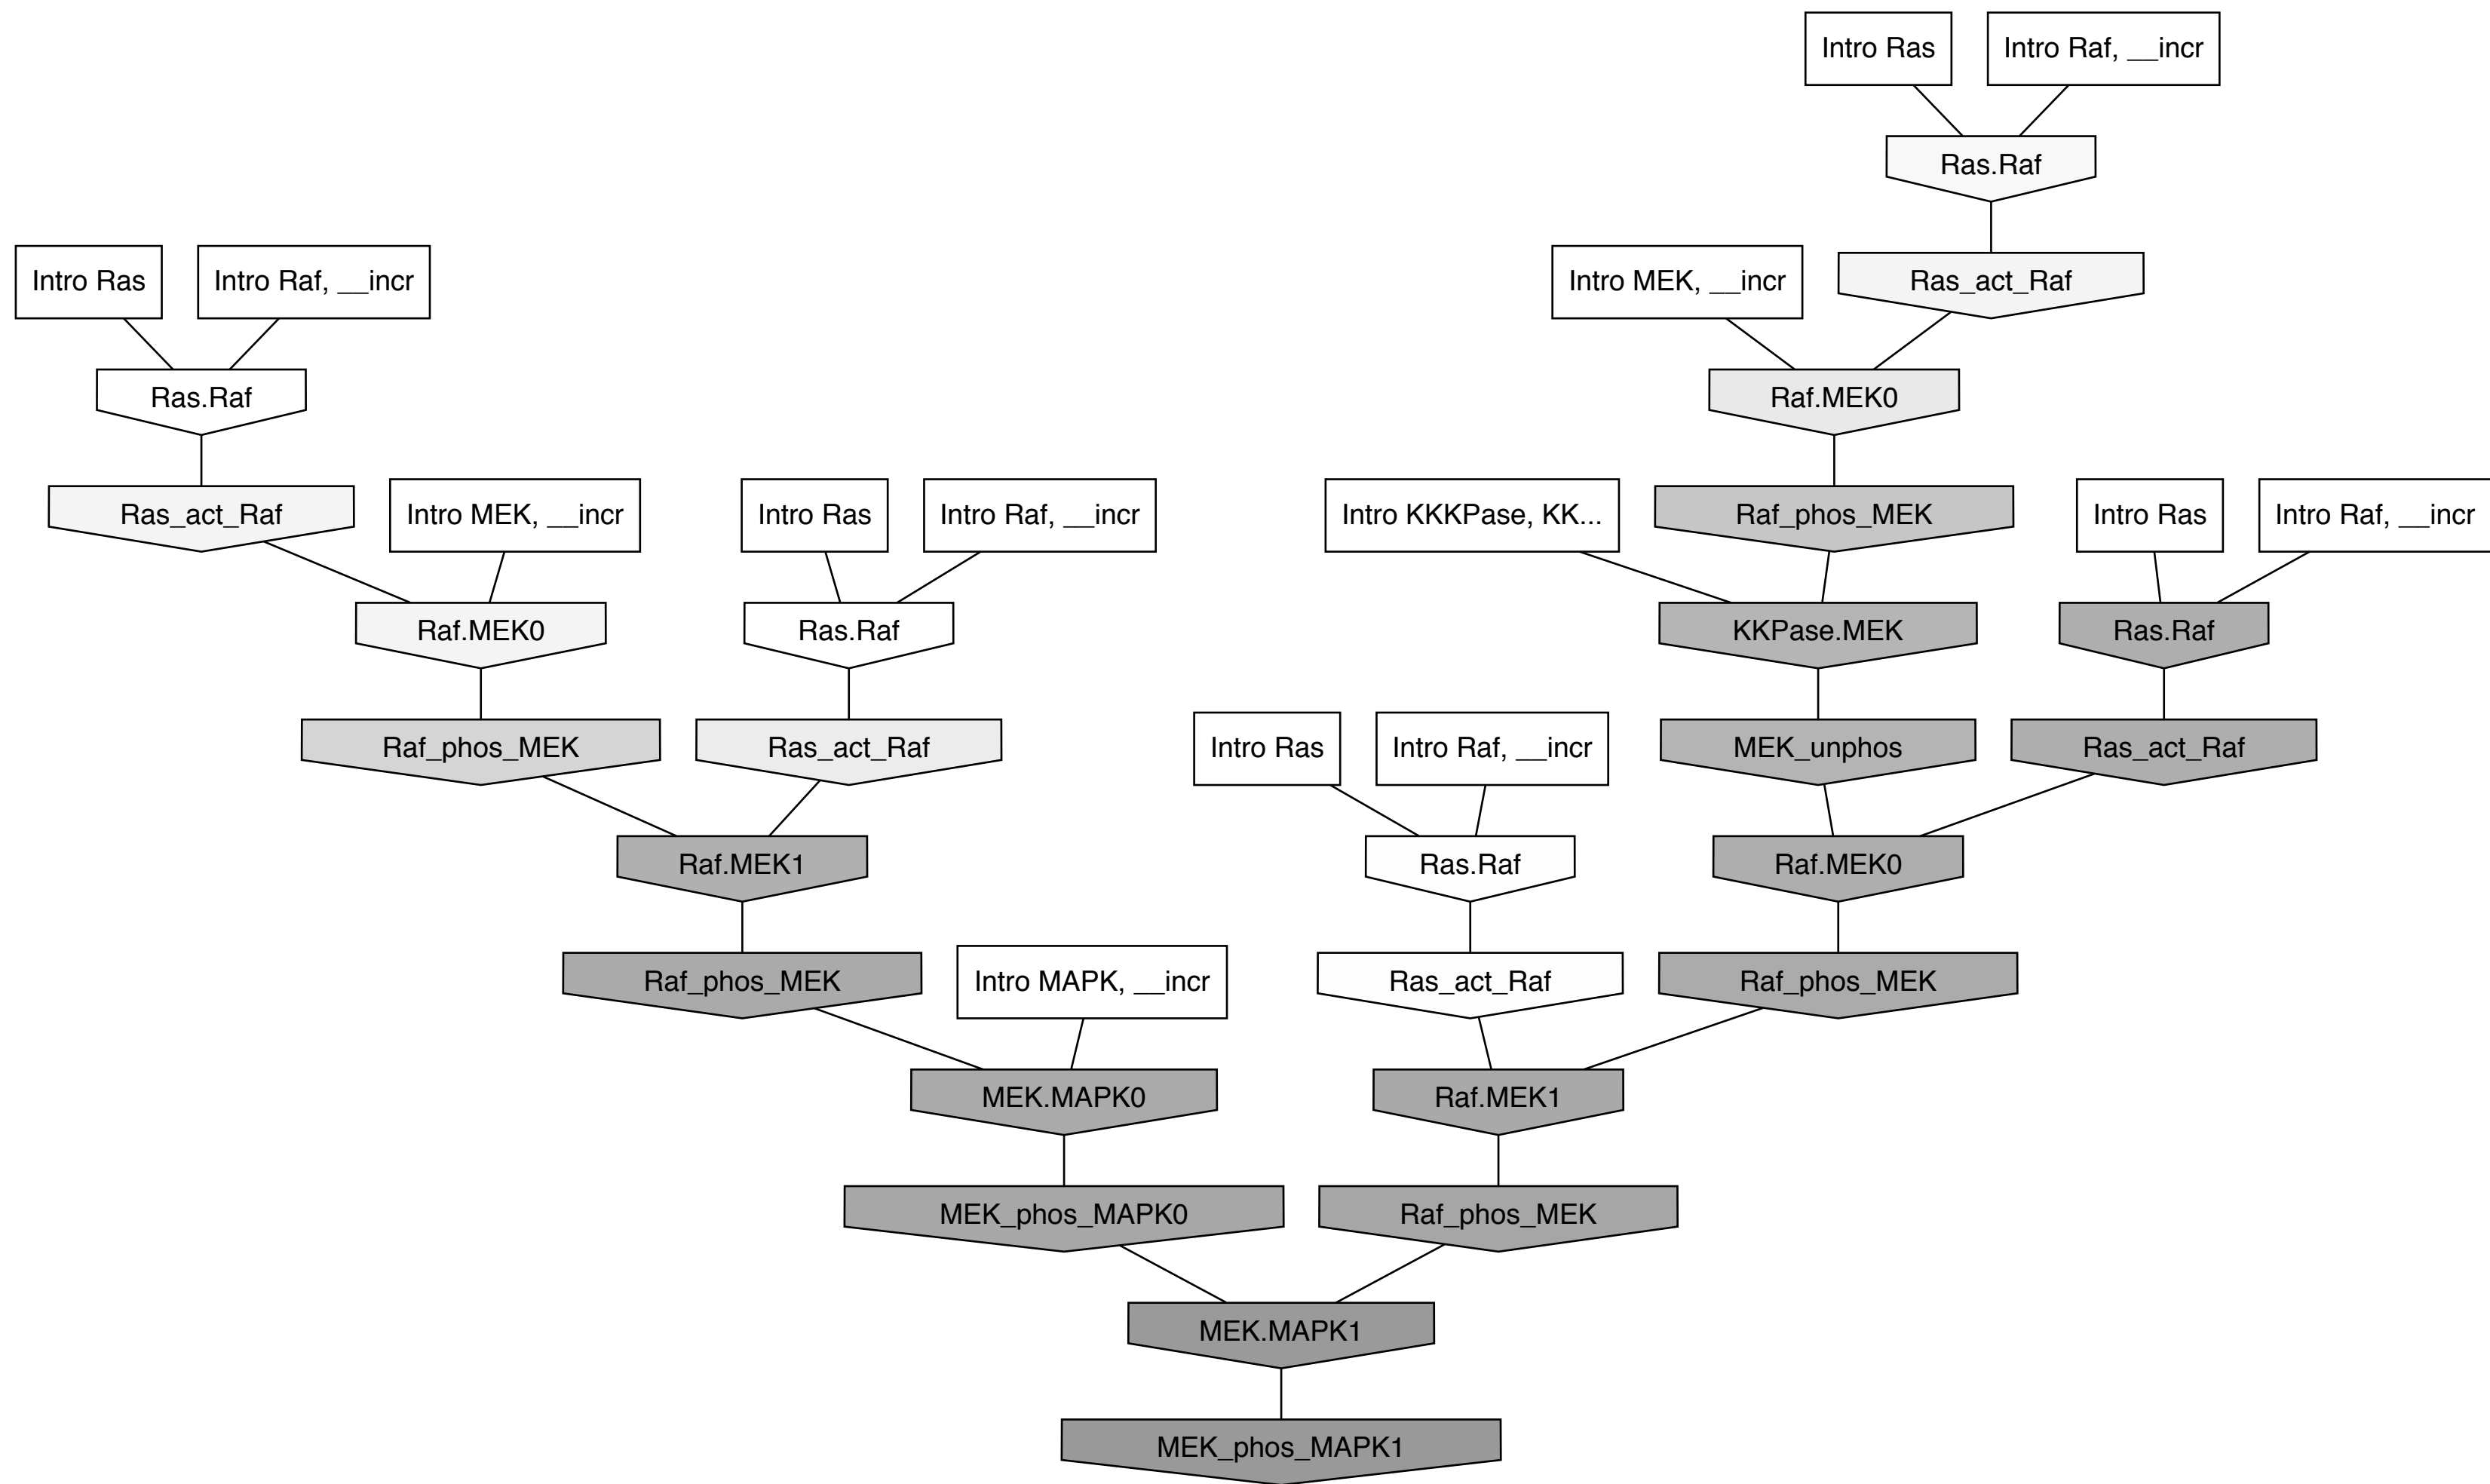 Intro Ras
Intro Raf, __incr
Ras.Raf
Intro Ras
Intro Raf, __incr
Intro MEK, __incr
Ras_act_Raf
Ras.Raf
Raf.MEK0
Ras_act_Raf
Intro MEK, __incr
Intro Ras
Intro Raf, __incr
Intro KKKPase, KK...
Raf_phos_MEK
Intro Ras
Intro Raf, __incr
Raf.MEK0
Ras.Raf
KKPase.MEK
Ras.Raf
Raf_phos_MEK
Ras_act_Raf
Intro Ras
Intro Raf, __incr
MEK_unphos
Ras_act_Raf
Raf.MEK1
Ras.Raf
Raf.MEK0
Raf_phos_MEK
Intro MAPK, __incr
Ras_act_Raf
Raf_phos_MEK
MEK.MAPK0
Raf.MEK1
MEK_phos_MAPK0
Raf_phos_MEK
MEK.MAPK1
MEK_phos_MAPK1